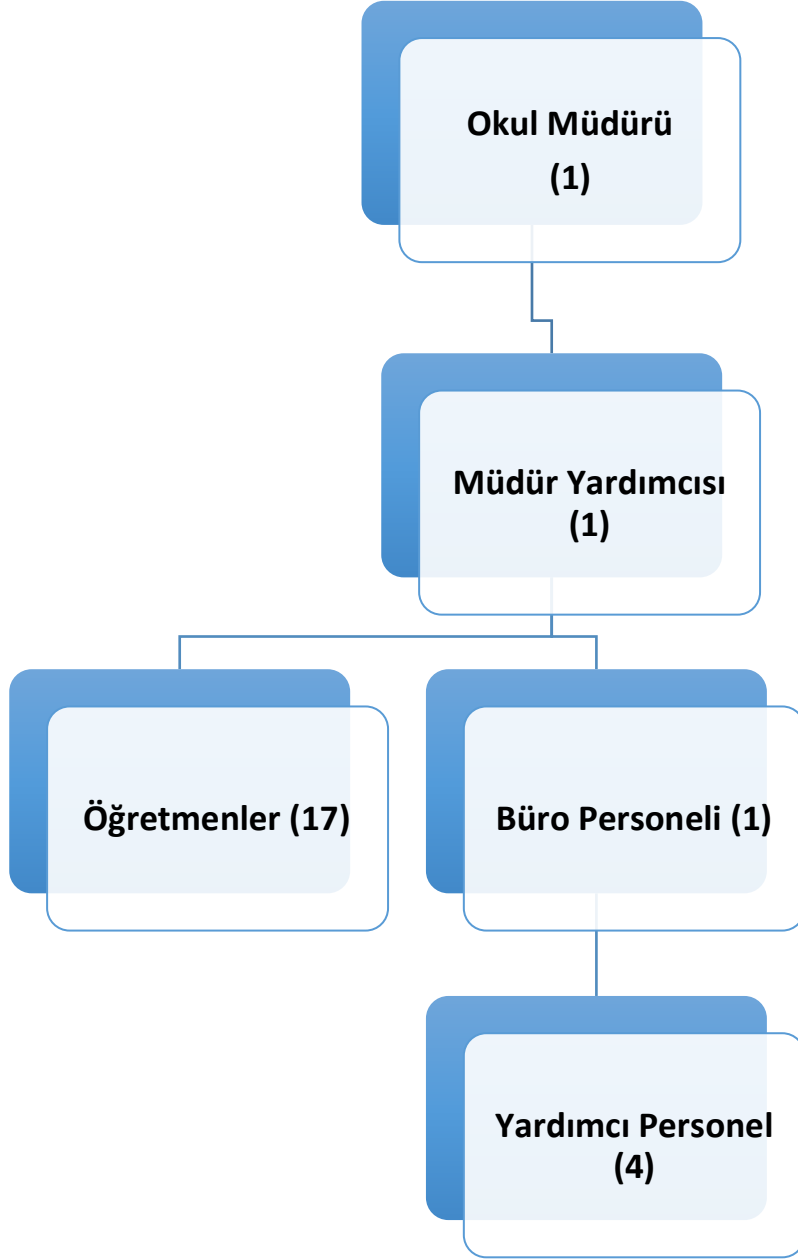 Okul Müdürü
(1)
Müdür Yardımcısı
(1)
Öğretmenler (17)
Büro Personeli (1)
Yardımcı Personel
(4)